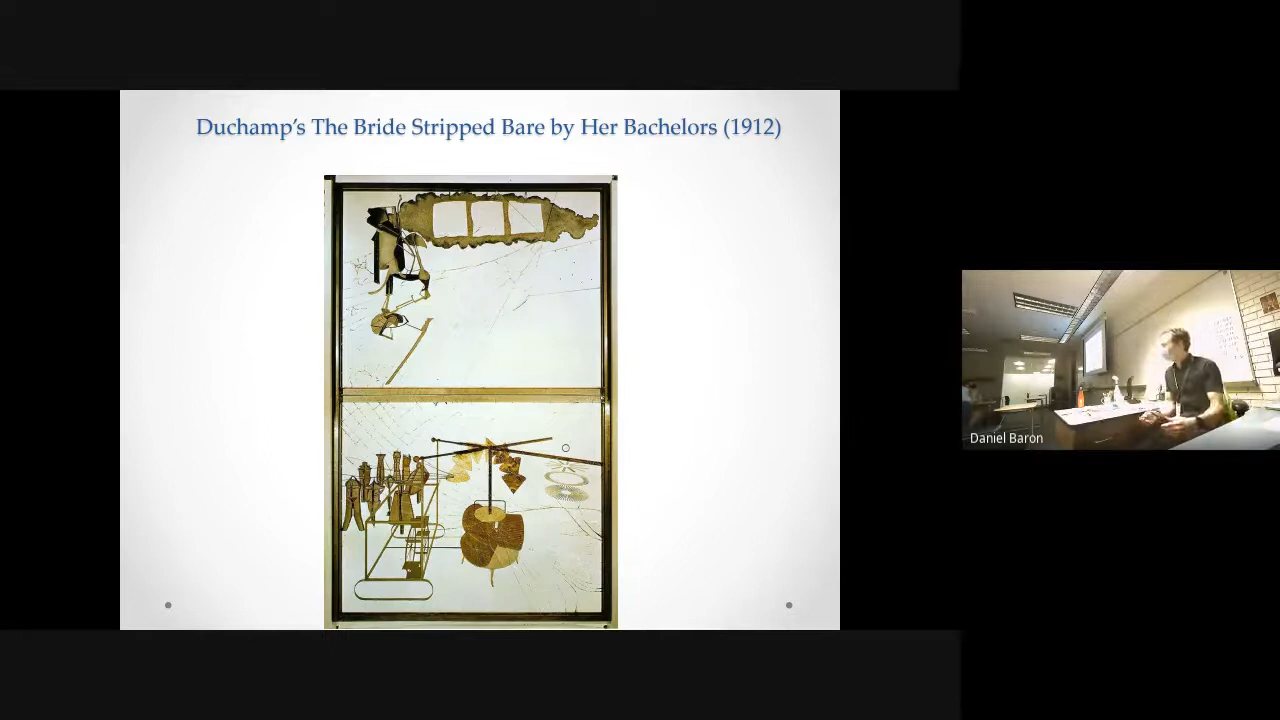 Duchamp’s The Bride Stripped Bare by Her Bachelors (1912)
Daniel Baron